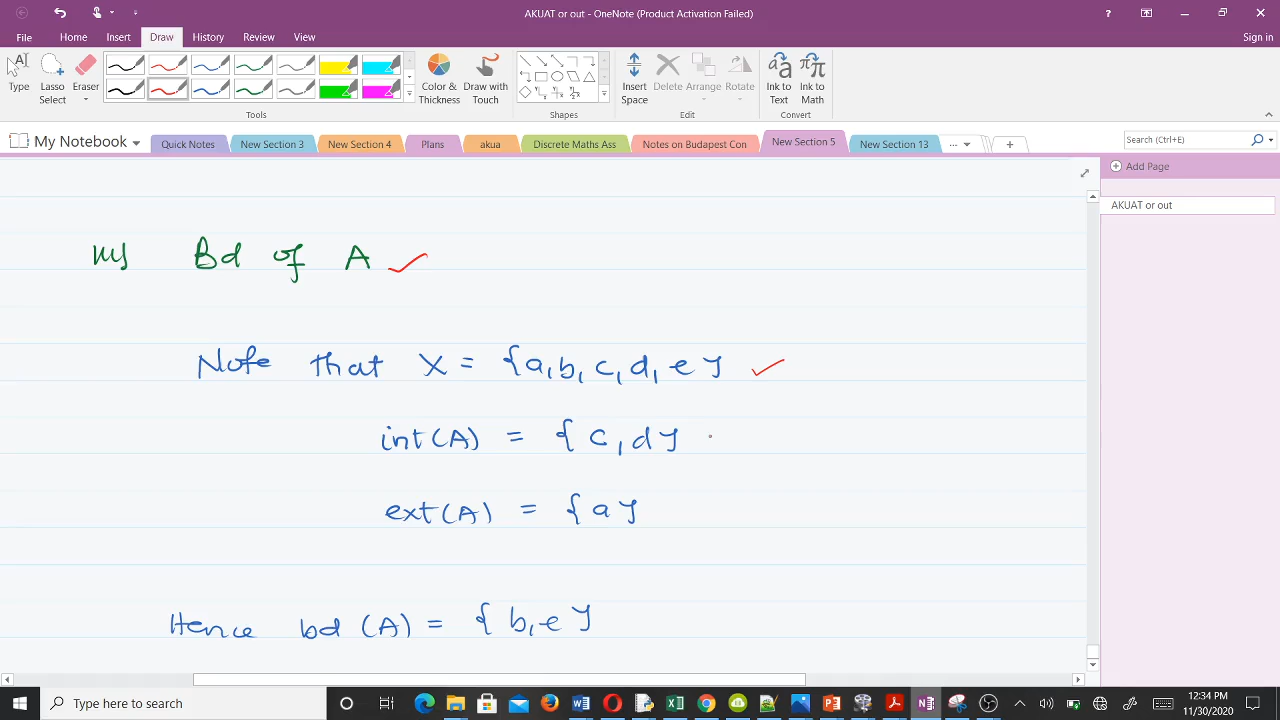 AKUAT or out - OneNote (Product Activation Failed)
File Home Insert Draw History Review View Sign in
Type Lasso Select Eraser Color & Thickness Draw with Touch Insert Space Delete Arrange Rotate Ink to Text Ink to Math
Tools Shapes Edit Convert
My Notebook Quick Notes New Section 3 New Section 4 Plans akua Discrete Maths Ass Notes on Budapest Con New Section 5 New Section 13 ... Search (Ctrl+E)
Add Page
AKUAT or out
Bd of A
Note that X = {a, b, c, d, e}
int(A) = {c, d}
ext(A) = {a}
Hence bd (A) = {b, e}
Type here to search
12:34 PM
11/30/2020